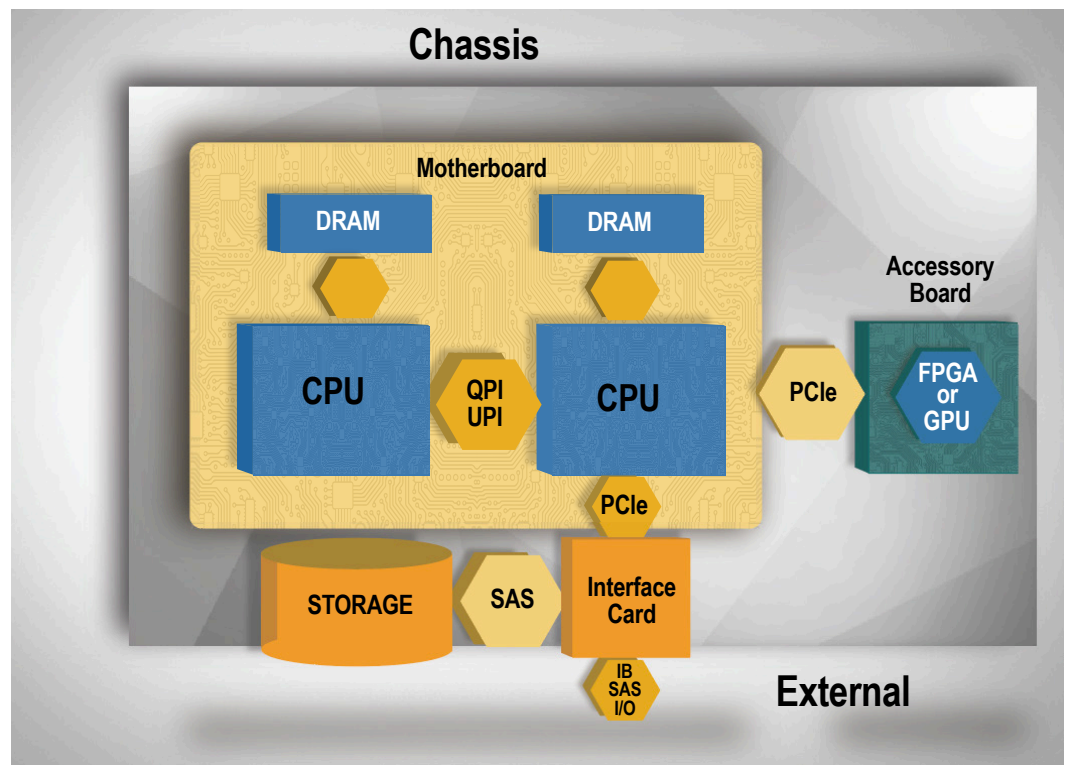 Chassis
Motherboard
DRAM
DRAM
Accessory
Board
CPU
QPI
UPI
CPU
PCIe
FPGA
or
GPU
PCIe
STORAGE
SAS
Interface
Card
IB
SAS
I/O
External